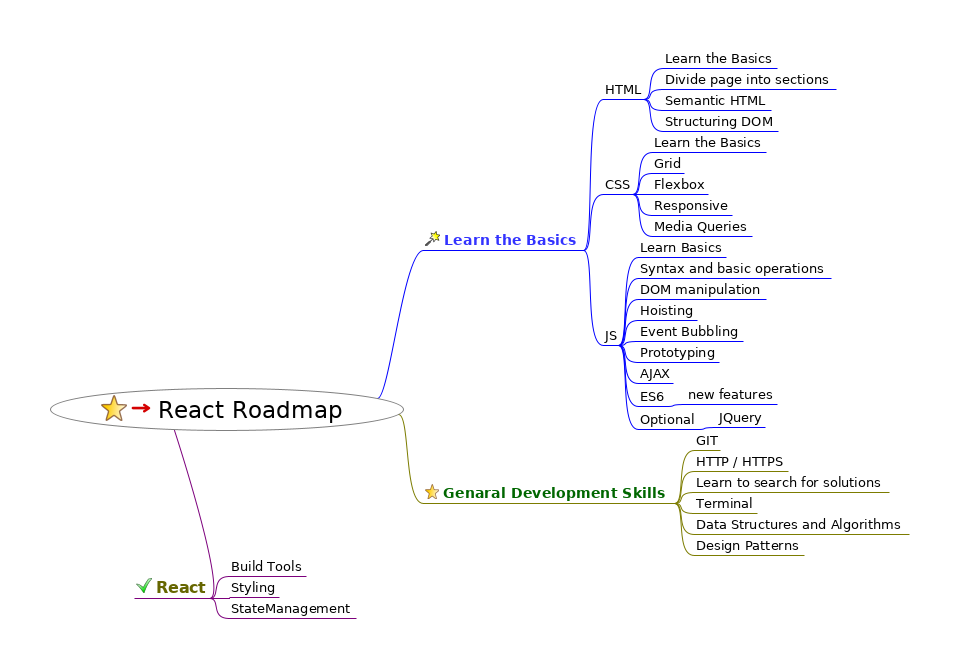 React Roadmap
Learn the Basics
HTML
Learn the Basics
Divide page into sections
Semantic HTML
Structuring DOM
CSS
Learn the Basics
Grid
Flexbox
Responsive
Media Queries
JS
Learn Basics
Syntax and basic operations
DOM manipulation
Hoisting
Event Bubbling
Prototyping
AJAX
ES6
new features
Optional
JQuery
Genaral Development Skills
GIT
HTTP / HTTPS
Learn to search for solutions
Terminal
Data Structures and Algorithms
Design Patterns
React
Build Tools
Styling
StateManagement